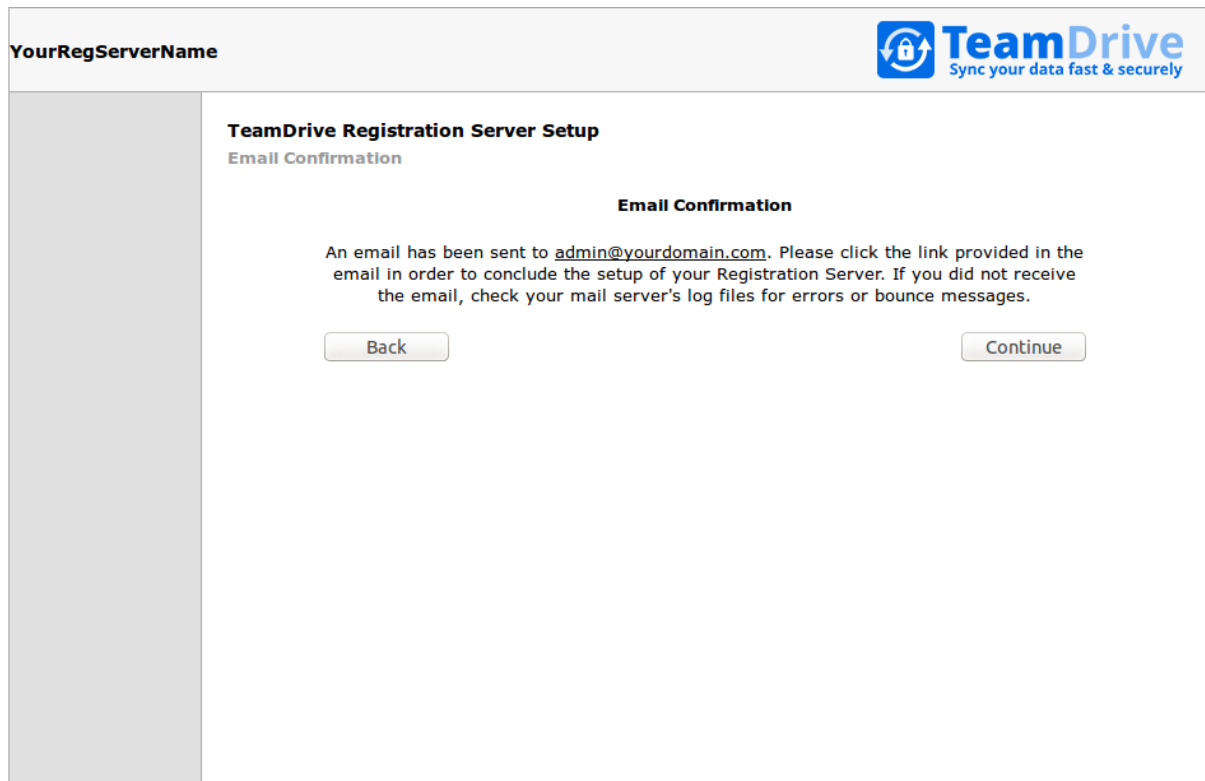 YourRegServerName
TeamDrive
Sync your data fast & securely
TeamDrive Registration Server Setup
Email Confirmation
Email Confirmation
An email has been sent to admin@yourdomain.com. Please click the link provided in the
email in order to conclude the setup of your Registration Server. If you did not receive
the email, check your mail server's log files for errors or bounce messages.
Back
Continue